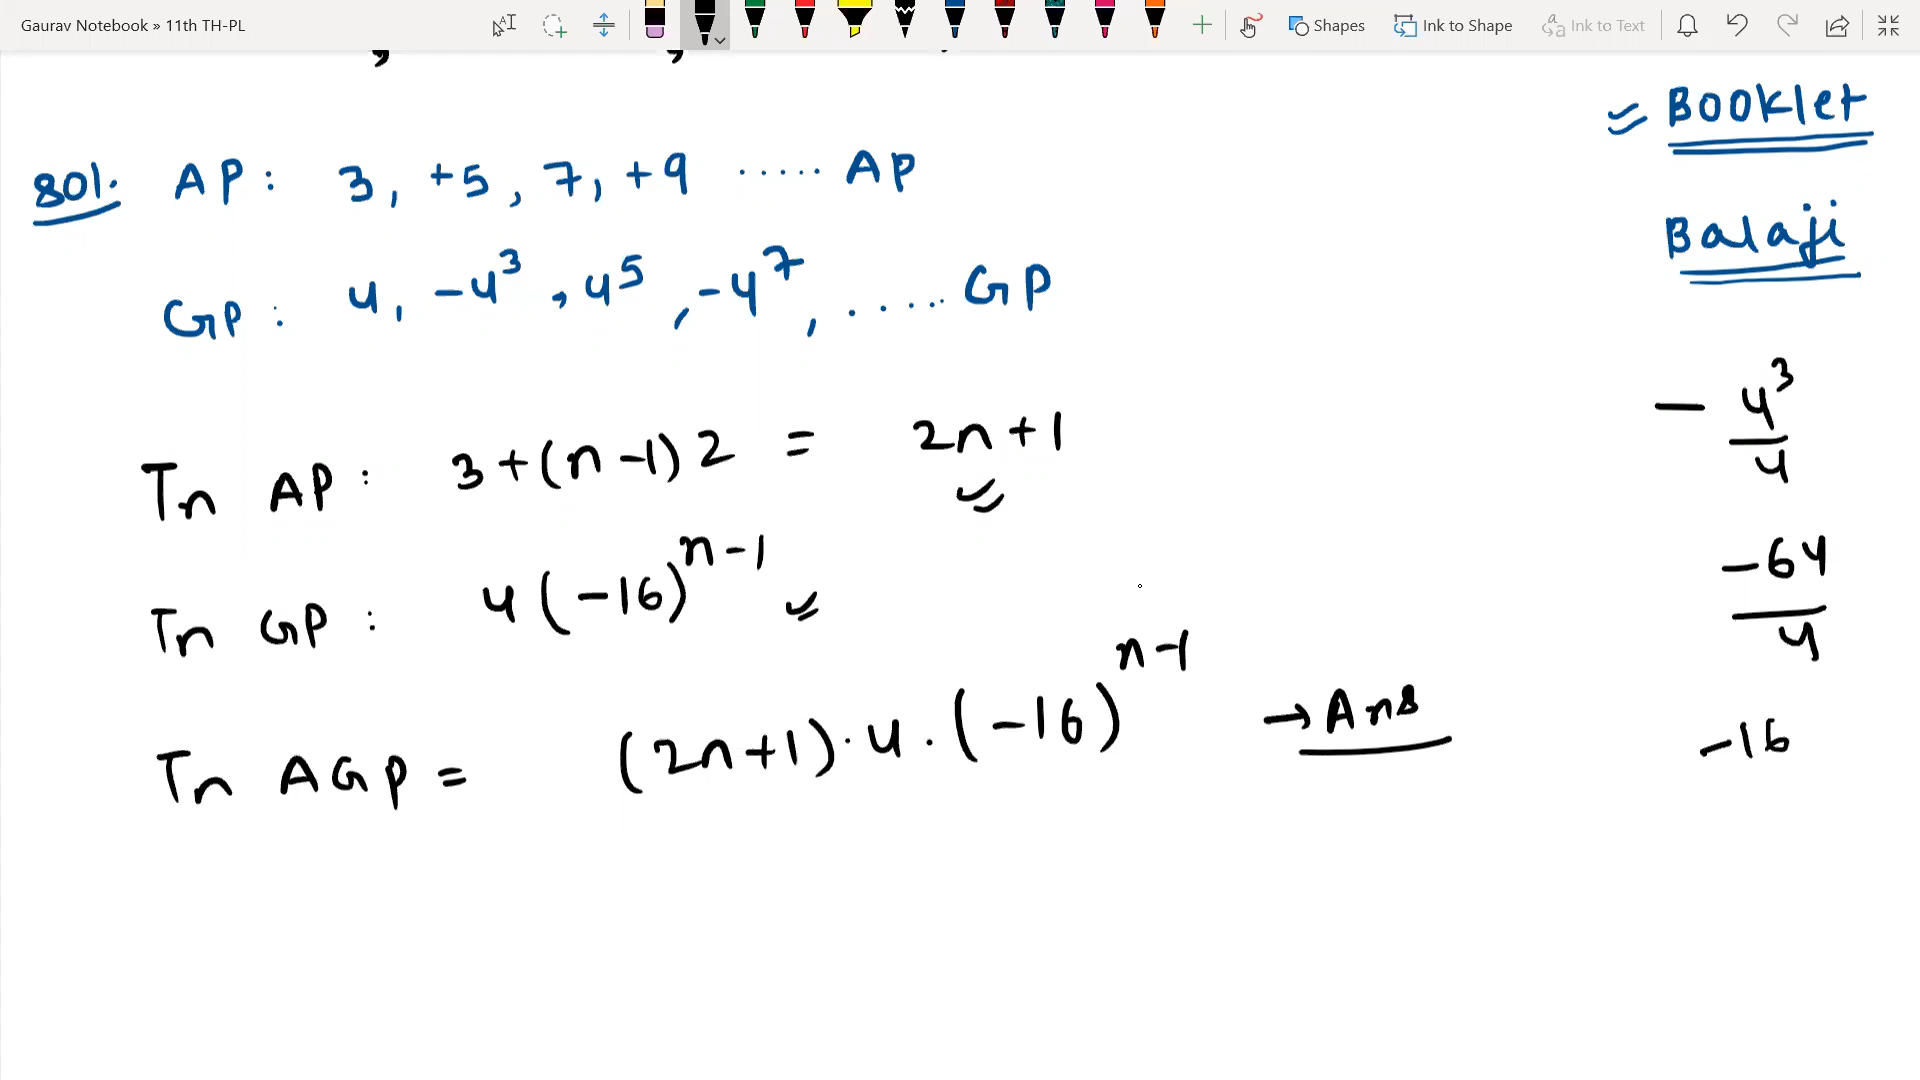 Gaurav Notebook » 11th TH-PL
Shapes
Ink to Shape
Ink to Text
Booklet
Balaji
Sol. AP : 3, +5, 7, +9 ..... AP
GP : 4, -4³, 4⁵, -4⁷, ..... GP
Tn AP : 3+(n-1)2 = 2n+1
Tn GP : 4(-16)ⁿ⁻¹
Tn AGP = (2n+1)·4·(-16)ⁿ⁻¹ → Ans
- 4³/4
-64/4
-16